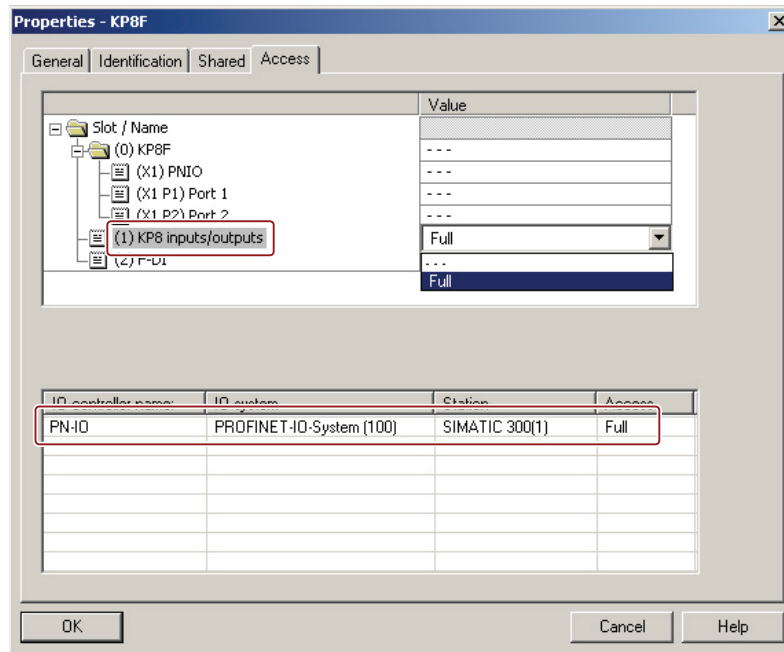 Properties - KP8F
General Identification Shared Access
Value
Slot / Name
(0) KP8F - - -
(X1) PNIO - - -
(X1 P1) Port 1 - - -
(X1 P2) Port 2 - - -
(1) KP8 inputs/outputs Full
(2) F-DI - - -
Full
IO controller name: IO system Station Access
PN-IO PROFINET-IO-System (100) SIMATIC 300(1) Full
OK Cancel Help